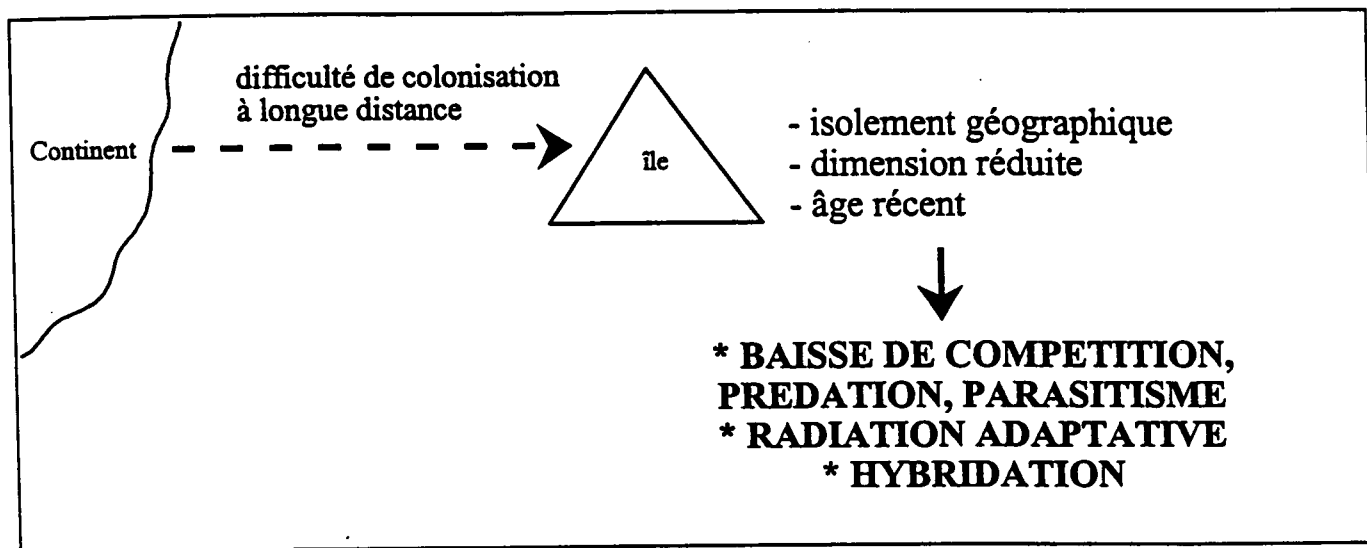 difficulté de colonisation
à longue distance
Continent
île
- isolement géographique
- dimension réduite
- âge récent
* BAISSE DE COMPETITION,
PREDATION, PARASITISME
* RADIATION ADAPTATIVE
* HYBRIDATION